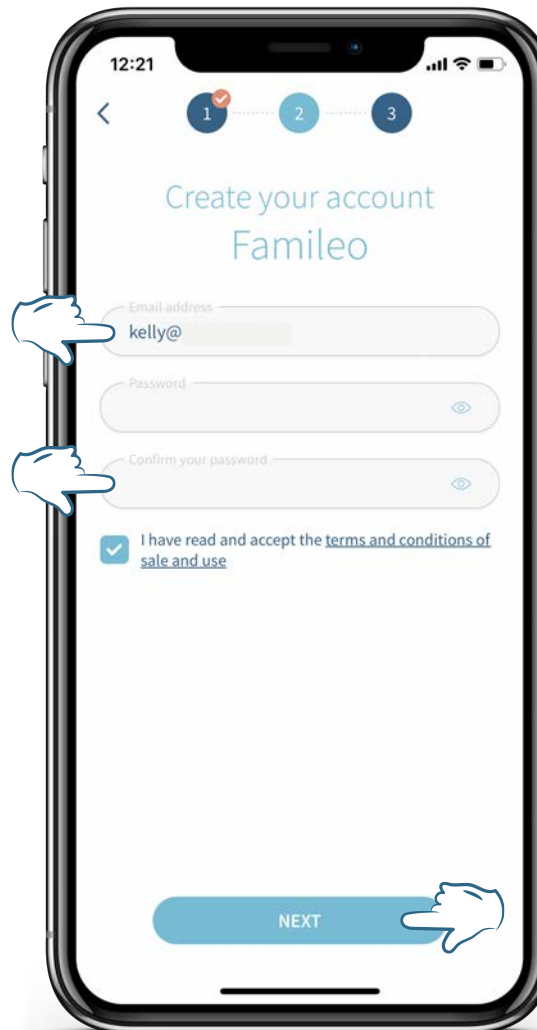 12:21
1 2 3
Create your account
Famileo
Email address
kelly@
Password
Confirm your password
I have read and accept the terms and conditions of
sale and use
NEXT